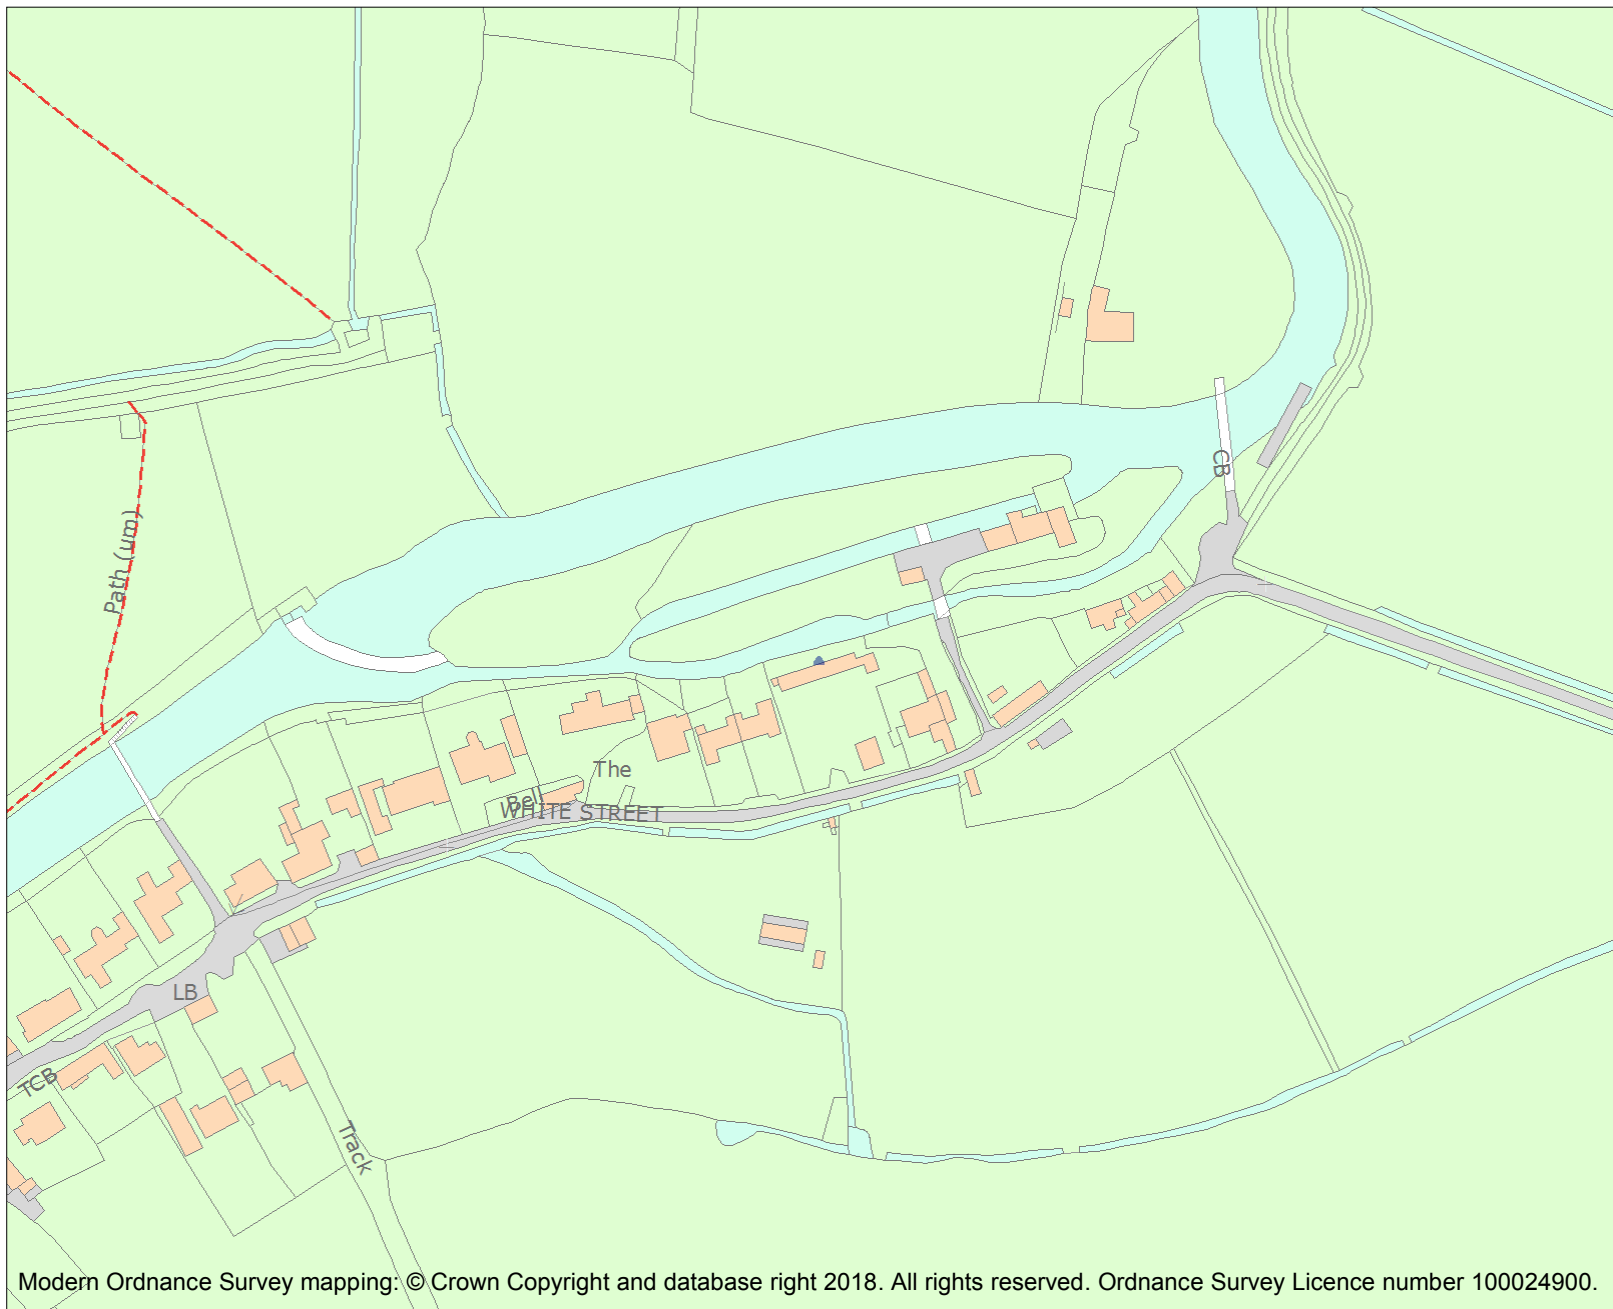 CB
Path (um)
The
Bell
WHITE STREET
LB
TCB
Track
Modern Ordnance Survey mapping: © Crown Copyright and database right 2018. All rights reserved. Ordnance Survey Licence number 100024900.